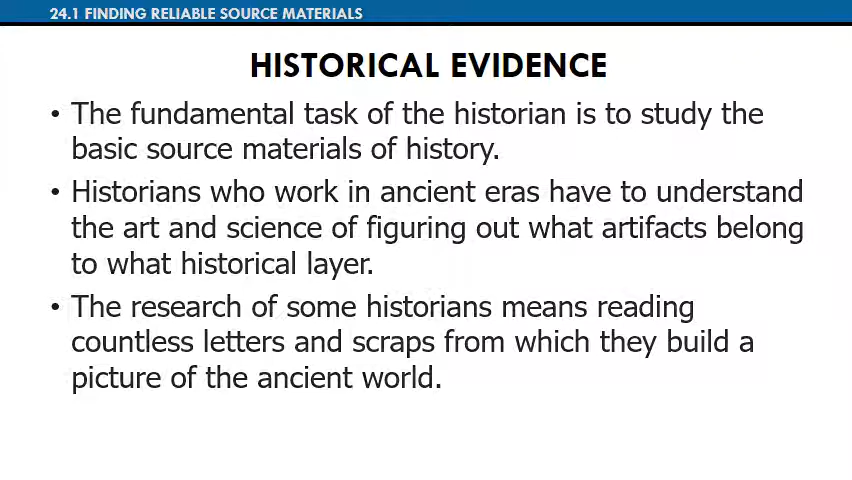 24.1 FINDING RELIABLE SOURCE MATERIALS
HISTORICAL EVIDENCE
• The fundamental task of the historian is to study the
basic source materials of history.
• Historians who work in ancient eras have to understand
the art and science of figuring out what artifacts belong
to what historical layer.
• The research of some historians means reading
countless letters and scraps from which they build a
picture of the ancient world.